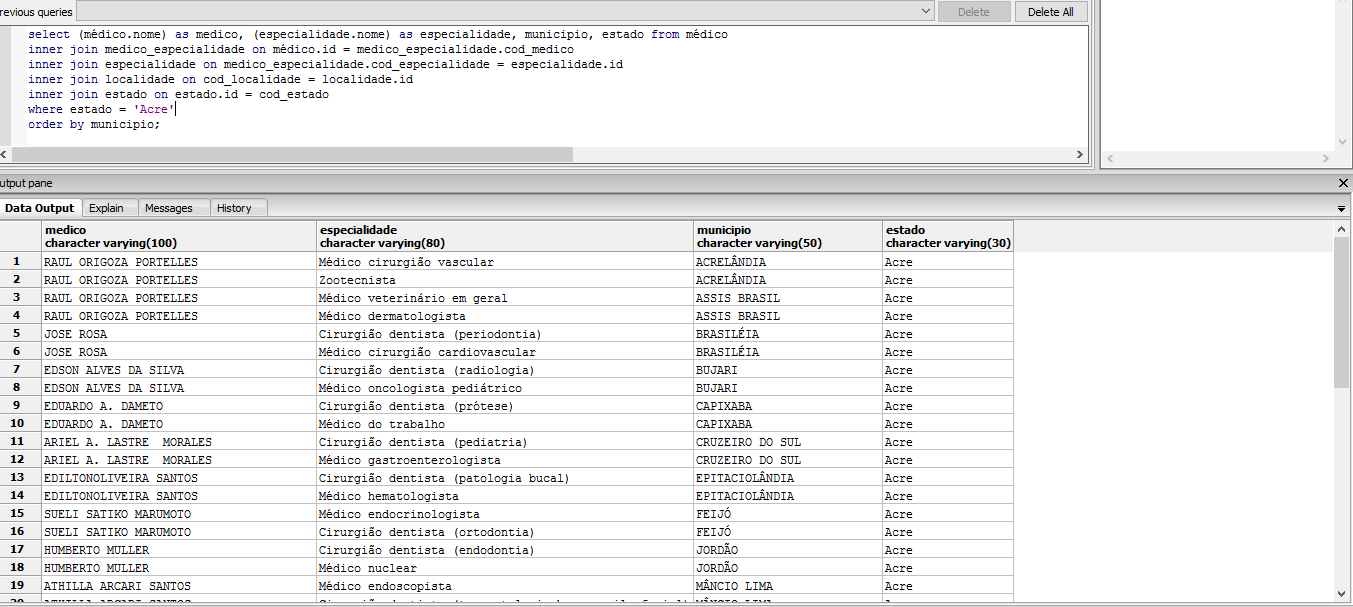 revious queries Delete Delete All
select (médico.nome) as medico, (especialidade.nome) as especialidade, municipio, estado from médico
inner join medico_especialidade on médico.id = medico_especialidade.cod_medico
inner join especialidade on medico_especialidade.cod_especialidade = especialidade.id
inner join localidade on cod_localidade = localidade.id
inner join estado on estado.id = cod_estado
where estado = 'Acre'
order by municipio;
utput pane
Data Output Explain Messages History
medico especialidade municipio estado
character varying(100) character varying(80) character varying(50) character varying(30)
1 RAUL ORIGOZA PORTELLES Médico cirurgião vascular ACRELÂNDIA Acre
2 RAUL ORIGOZA PORTELLES Zootecnista ACRELÂNDIA Acre
3 RAUL ORIGOZA PORTELLES Médico veterinário em geral ASSIS BRASIL Acre
4 RAUL ORIGOZA PORTELLES Médico dermatologista ASSIS BRASIL Acre
5 JOSE ROSA Cirurgião dentista (periodontia) BRASILÉIA Acre
6 JOSE ROSA Médico cirurgião cardiovascular BRASILÉIA Acre
7 EDSON ALVES DA SILVA Cirurgião dentista (radiologia) BUJARI Acre
8 EDSON ALVES DA SILVA Médico oncologista pediátrico BUJARI Acre
9 EDUARDO A. DAMETO Cirurgião dentista (prótese) CAPIXABA Acre
10 EDUARDO A. DAMETO Médico do trabalho CAPIXABA Acre
11 ARIEL A. LASTRE  MORALES Cirurgião dentista (pediatria) CRUZEIRO DO SUL Acre
12 ARIEL A. LASTRE  MORALES Médico gastroenterologista CRUZEIRO DO SUL Acre
13 EDILTONOLIVEIRA SANTOS Cirurgião dentista (patologia bucal) EPITACIOLÂNDIA Acre
14 EDILTONOLIVEIRA SANTOS Médico hematologista EPITACIOLÂNDIA Acre
15 SUELI SATIKO MARUMOTO Médico endocrinologista FEIJÓ Acre
16 SUELI SATIKO MARUMOTO Cirurgião dentista (ortodontia) FEIJÓ Acre
17 HUMBERTO MULLER Cirurgião dentista (endodontia) JORDÃO Acre
18 HUMBERTO MULLER Médico nuclear JORDÃO Acre
19 ATHILLA ARCARI SANTOS Médico endoscopista MÂNCIO LIMA Acre